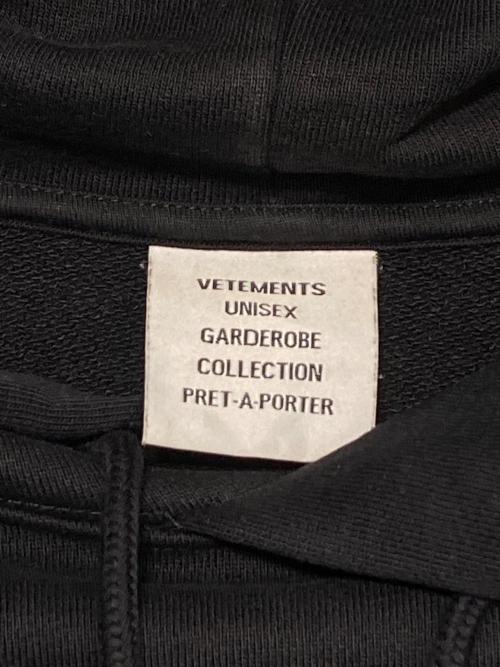 VETEMENTS
UNISEX
GARDEROBE
COLLECTION
PRET-A-PORTER